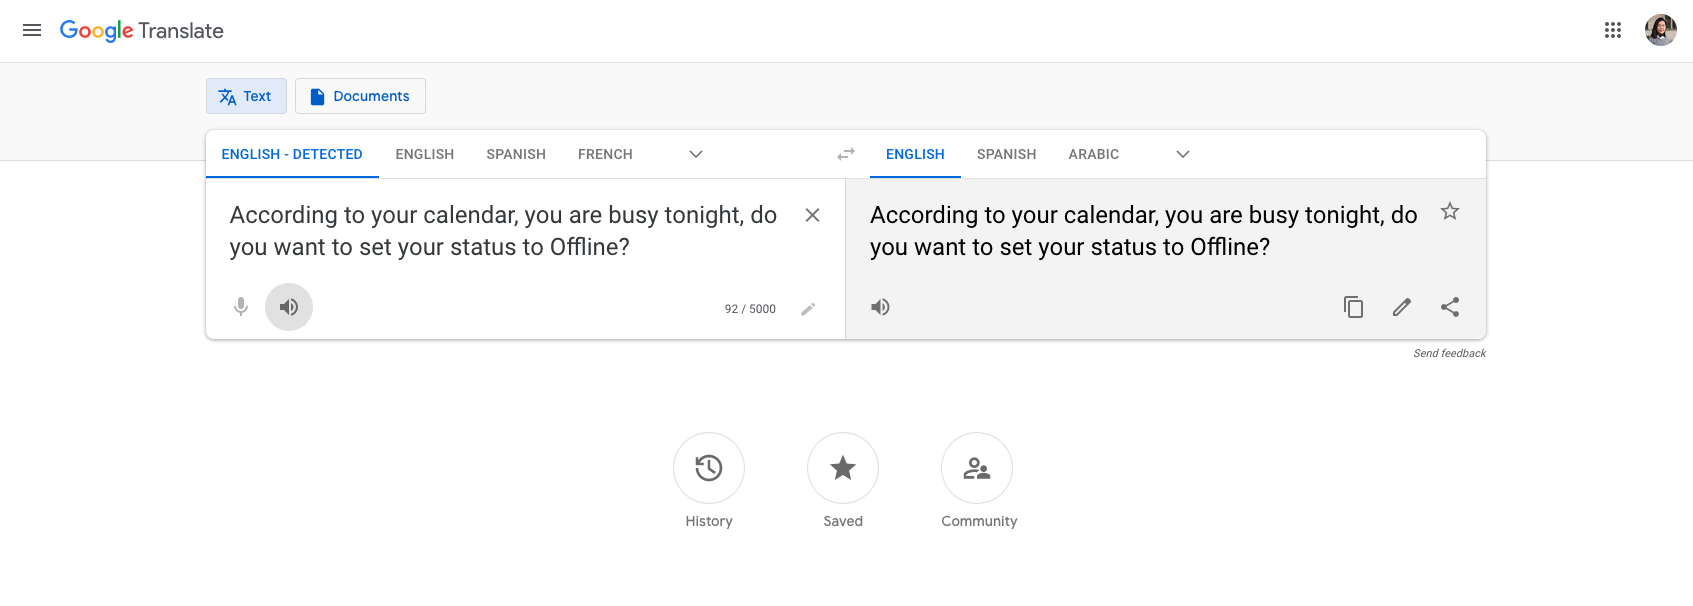 Google Translate
Text
Documents
ENGLISH - DETECTED
ENGLISH
SPANISH
FRENCH
ENGLISH
SPANISH
ARABIC
According to your calendar, you are busy tonight, do
you want to set your status to Offline?
92 / 5000
According to your calendar, you are busy tonight, do
you want to set your status to Offline?
Send feedback
History
Saved
Community